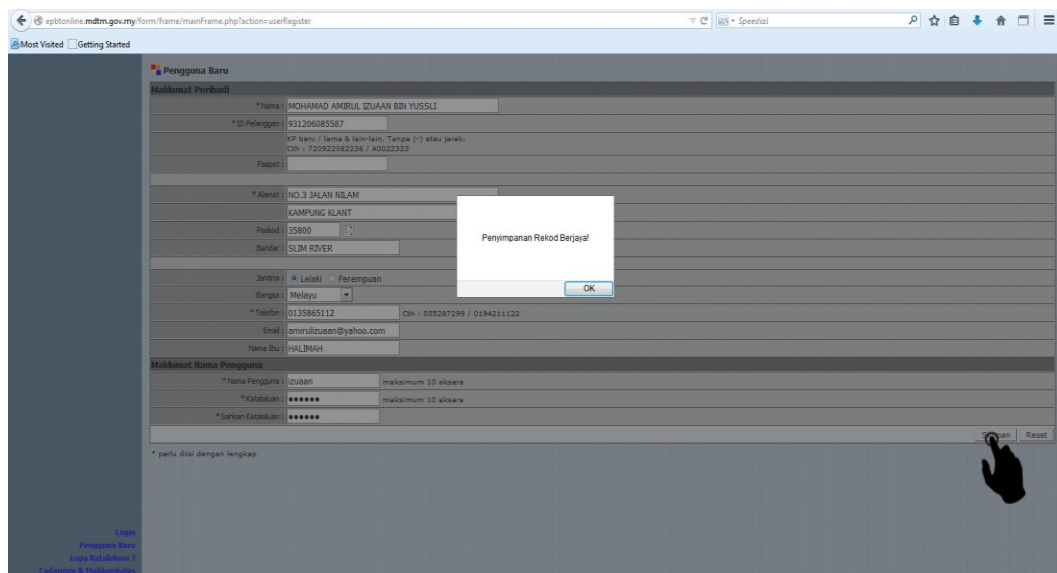 epbtonline.mdtm.gov.my/form/frame/mainFrame.php?action=userRegister
Speedial
Most Visited Getting Started
Pengguna Baru
Maklumat Peribadi
* Nama : MOHAMAD AMIRUL IZUAAN BIN YUSSLI
* ID Pelanggan : 931206085587
KP baru / lama & lain-lain. Tanpa (-) atau jarak.
Cth : 720922082236 / A0022323
Pasport :
* Alamat : NO.3 JALAN NILAM
KAMPUNG KLANT
Poskod : 35800
Bandar : SLIM RIVER
Penyimpanan Rekod Berjaya!
OK
Jantina : Lelaki Perempuan
Bangsa : Melayu
* Telefon : 0135865112 Cth : 055287299 / 0194211122
Email : amirulizuaan@yahoo.com
Nama Ibu : HALIMAH
Maklumat Nama Pengguna
* Nama Pengguna : izuaan maksimum 10 aksara
* Katalaluan : ●●●●●● maksimum 10 aksara
* Sahkan Katalaluan : ●●●●●●
Reset
* perlu diisi dengan lengkap
Login
Pengguna Baru
Lupa Katalaluan ?
Cadangan & Maklumbalas